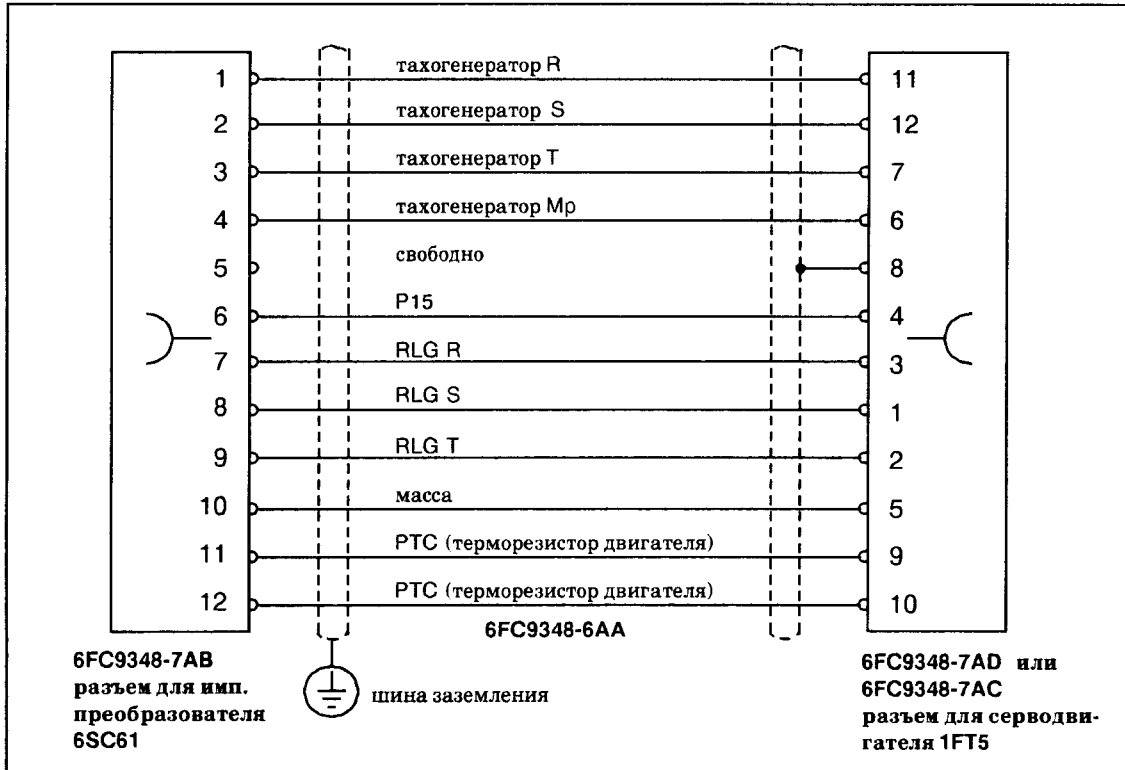 1 тахогенератор R 11
2 тахогенератор S 12
3 тахогенератор T 7
4 тахогенератор Mp 6
5 свободно 8
6 P15 4
7 RLG R 3
8 RLG S 1
9 RLG T 2
10 масса 5
11 PTC (терморезистор двигателя) 9
12 PTC (терморезистор двигателя) 10
6FC9348-6AA
6FC9348-7AB
разъем для имп.
преобразователя
6SC61
шина заземления
6FC9348-7AD или
6FC9348-7AC
разъем для серводви-
гателя 1FT5